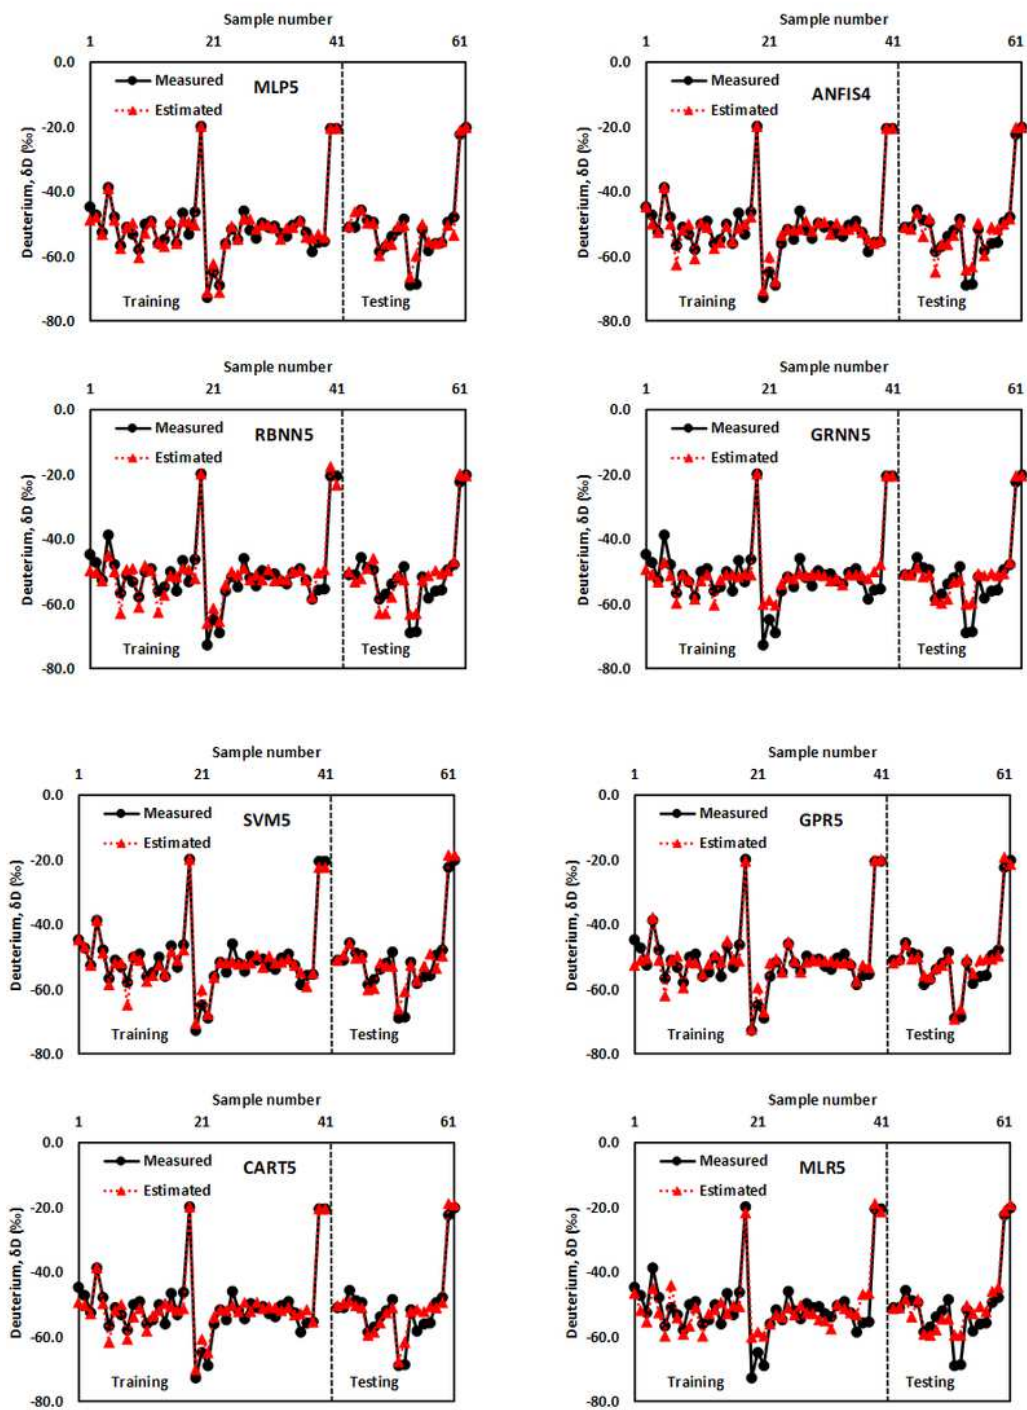 Sample number
1 21 41 61
0.0
-20.0
-40.0
-60.0
-80.0
Deuterium, δD (‰)
Measured
Estimated
MLP5
Training
Testing
Sample number
1 21 41 61
0.0
-20.0
-40.0
-60.0
-80.0
Deuterium, δD (‰)
Measured
Estimated
ANFIS4
Training
Testing
Sample number
1 21 41 61
0.0
-20.0
-40.0
-60.0
-80.0
Deuterium, δD (‰)
Measured
Estimated
RBNN5
Training
Testing
Sample number
1 21 41 61
0.0
-20.0
-40.0
-60.0
-80.0
Deuterium, δD (‰)
Measured
Estimated
GRNN5
Training
Testing
Sample number
1 21 41 61
0.0
-20.0
-40.0
-60.0
-80.0
Deuterium, δD (‰)
Measured
Estimated
SVM5
Training
Testing
Sample number
1 21 41 61
0.0
-20.0
-40.0
-60.0
-80.0
Deuterium, δD (‰)
Measured
Estimated
GPR5
Training
Testing
Sample number
1 21 41 61
0.0
-20.0
-40.0
-60.0
-80.0
Deuterium, δD (‰)
Measured
Estimated
CART5
Training
Testing
Sample number
1 21 41 61
0.0
-20.0
-40.0
-60.0
-80.0
Deuterium, δD (‰)
Measured
Estimated
MLR5
Training
Testing